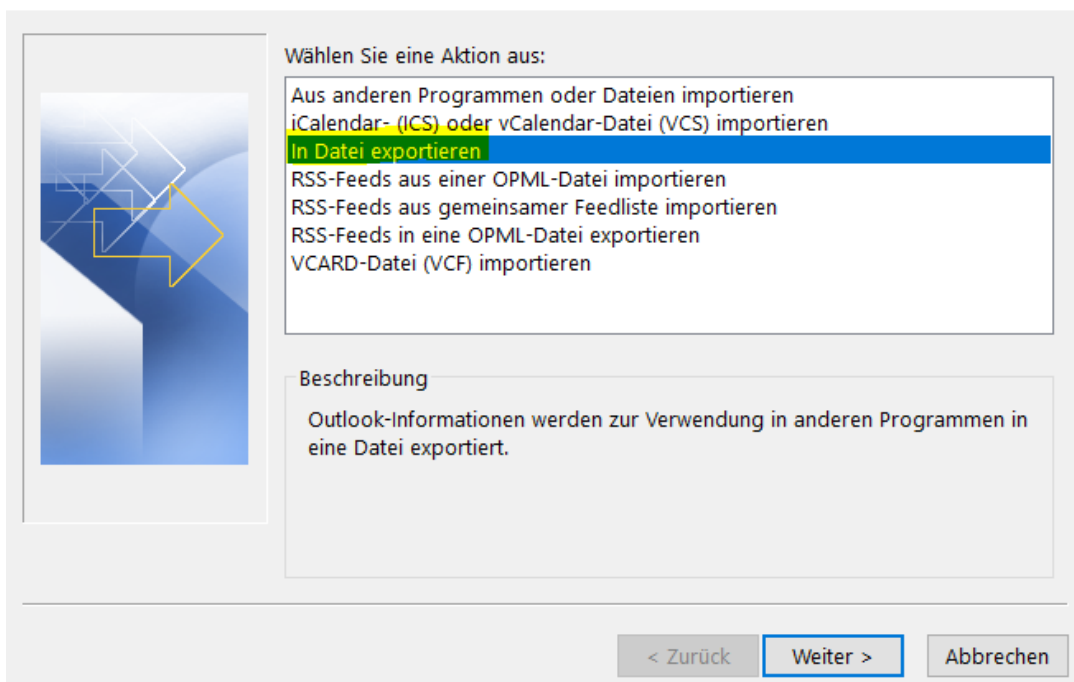 Wählen Sie eine Aktion aus:
Aus anderen Programmen oder Dateien importieren
iCalendar- (ICS) oder vCalendar-Datei (VCS) importieren
In Datei exportieren
RSS-Feeds aus einer OPML-Datei importieren
RSS-Feeds aus gemeinsamer Feedliste importieren
RSS-Feeds in eine OPML-Datei exportieren
VCARD-Datei (VCF) importieren
Beschreibung
Outlook-Informationen werden zur Verwendung in anderen Programmen in
eine Datei exportiert.
< Zurück Weiter > Abbrechen